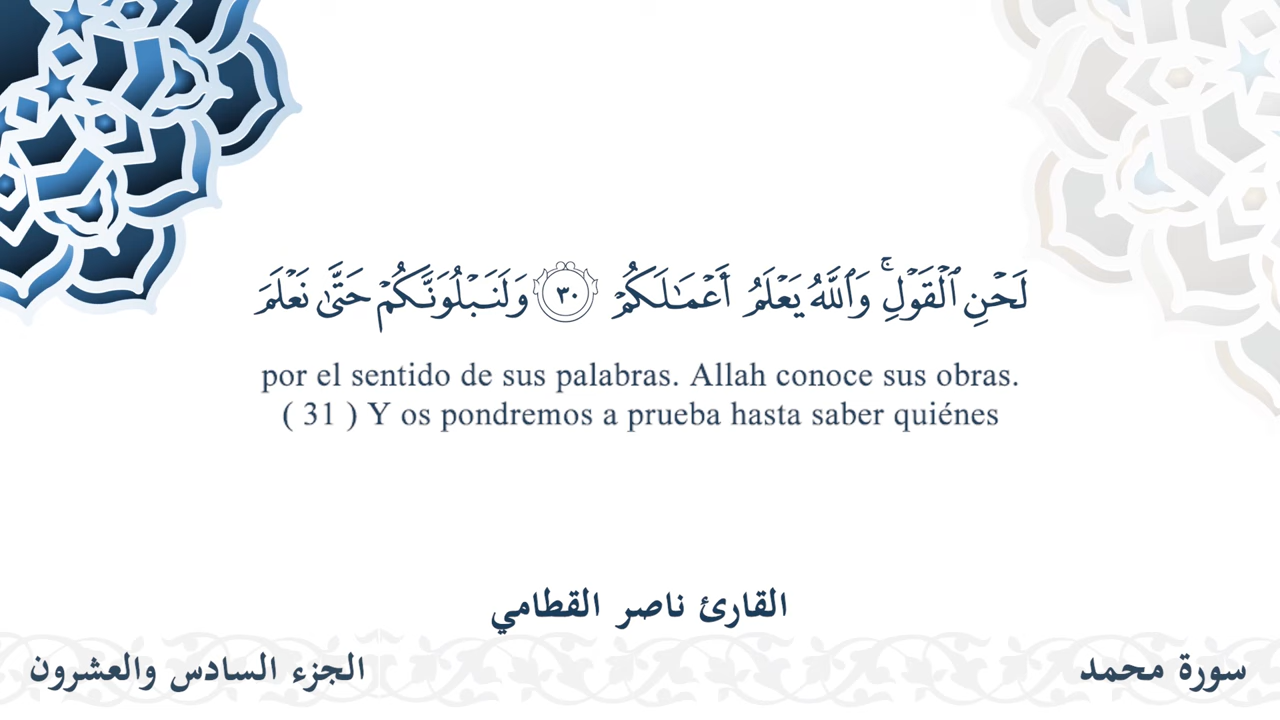 لَحْنِ ٱلْقَوْلِ ۚ وَٱللَّهُ يَعْلَمُ أَعْمَـٰلَكُمْ ٣٠ وَلَنَبْلُوَنَّكُمْ حَتَّىٰ نَعْلَمَ
por el sentido de sus palabras. Allah conoce sus obras.
( 31 ) Y os pondremos a prueba hasta saber quiénes
القارئ ناصر القطامي
سورة محمد
الجزء السادس والعشرون